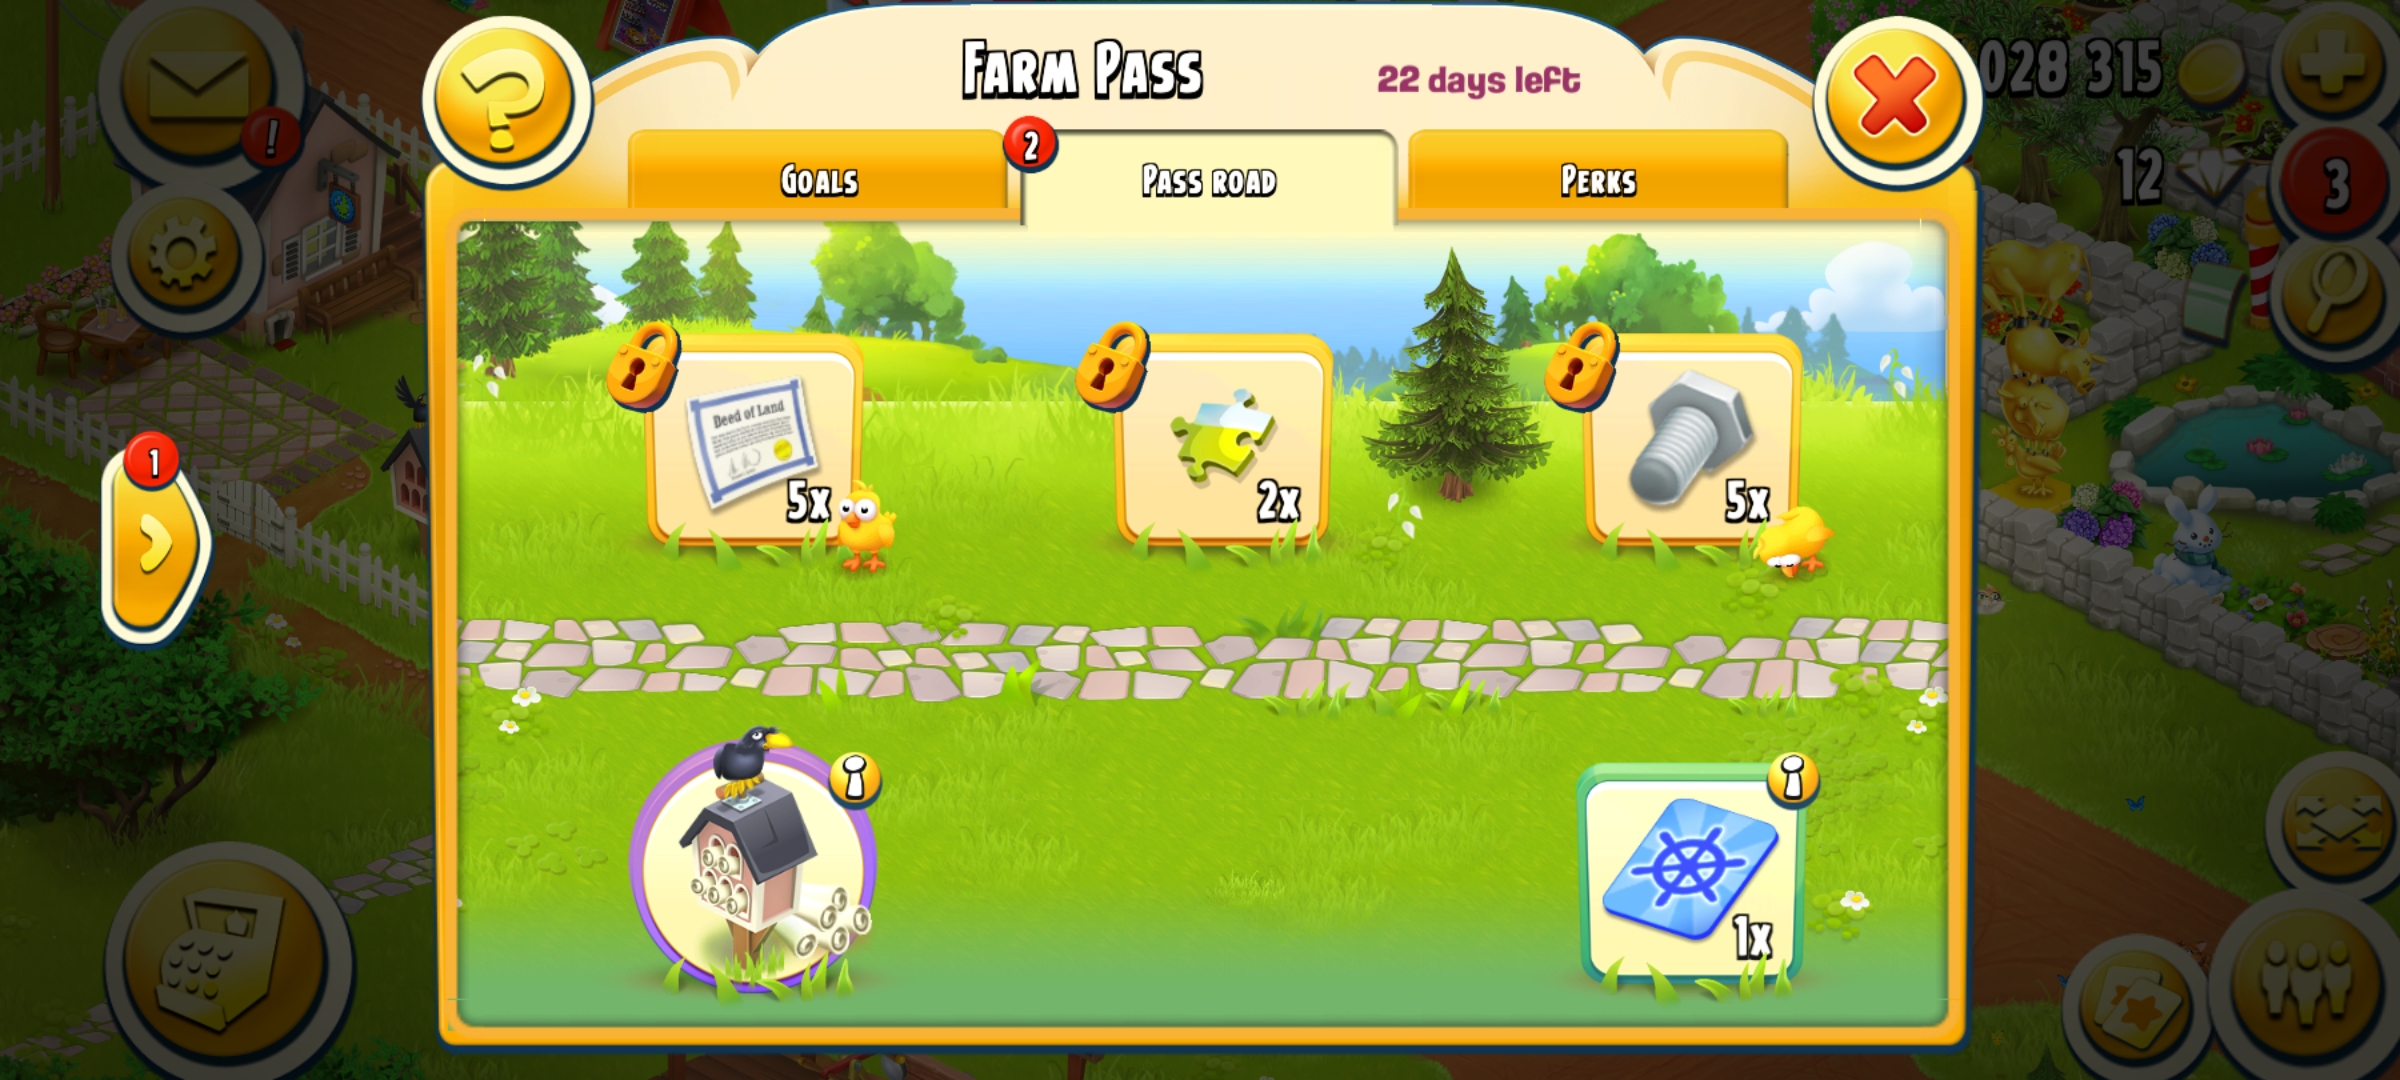 FARM PASS
22 days left
028 315
!
GOALS
2
PASS ROAD
PERKS
12
3
Deed of Land
5x
2x
5x
1
1x